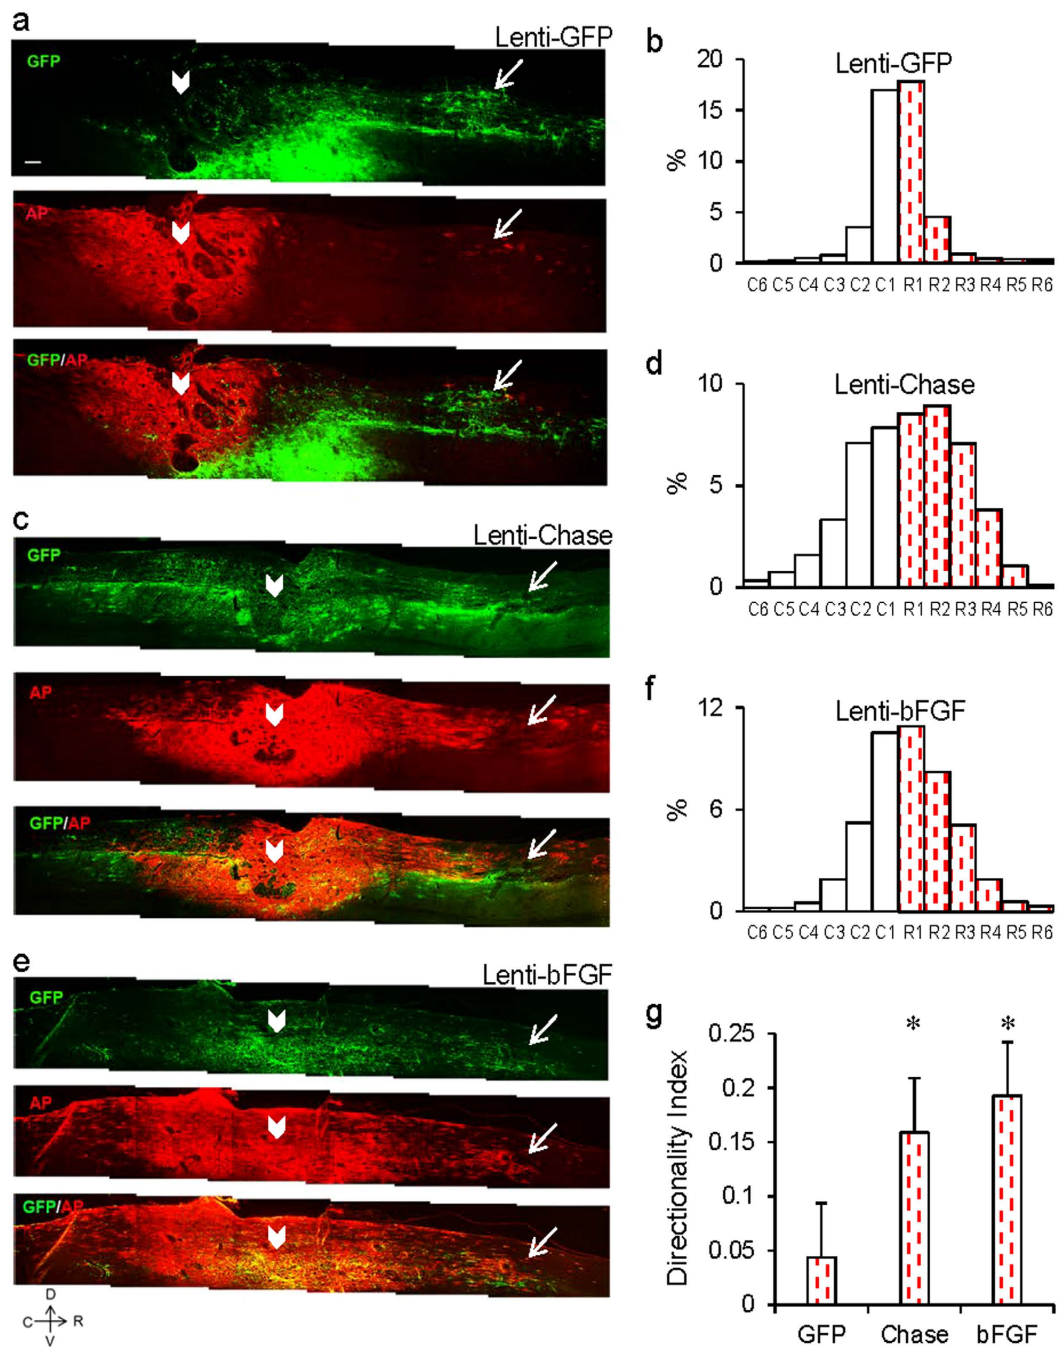 a
Lenti-GFP
GFP
AP
GFP/AP
b
Lenti-GFP
%
20
15
10
5
0
C6 C5 C4 C3 C2 C1 R1 R2 R3 R4 R5 R6
c
Lenti-Chase
GFP
AP
GFP/AP
d
Lenti-Chase
%
10
5
0
C6 C5 C4 C3 C2 C1 R1 R2 R3 R4 R5 R6
e
Lenti-bFGF
GFP
AP
GFP/AP
D
C R
V
f
Lenti-bFGF
%
12
6
0
C6 C5 C4 C3 C2 C1 R1 R2 R3 R4 R5 R6
g
Directionality Index
0.25
0.2
0.15
0.1
0.05
0
* *
GFP Chase bFGF